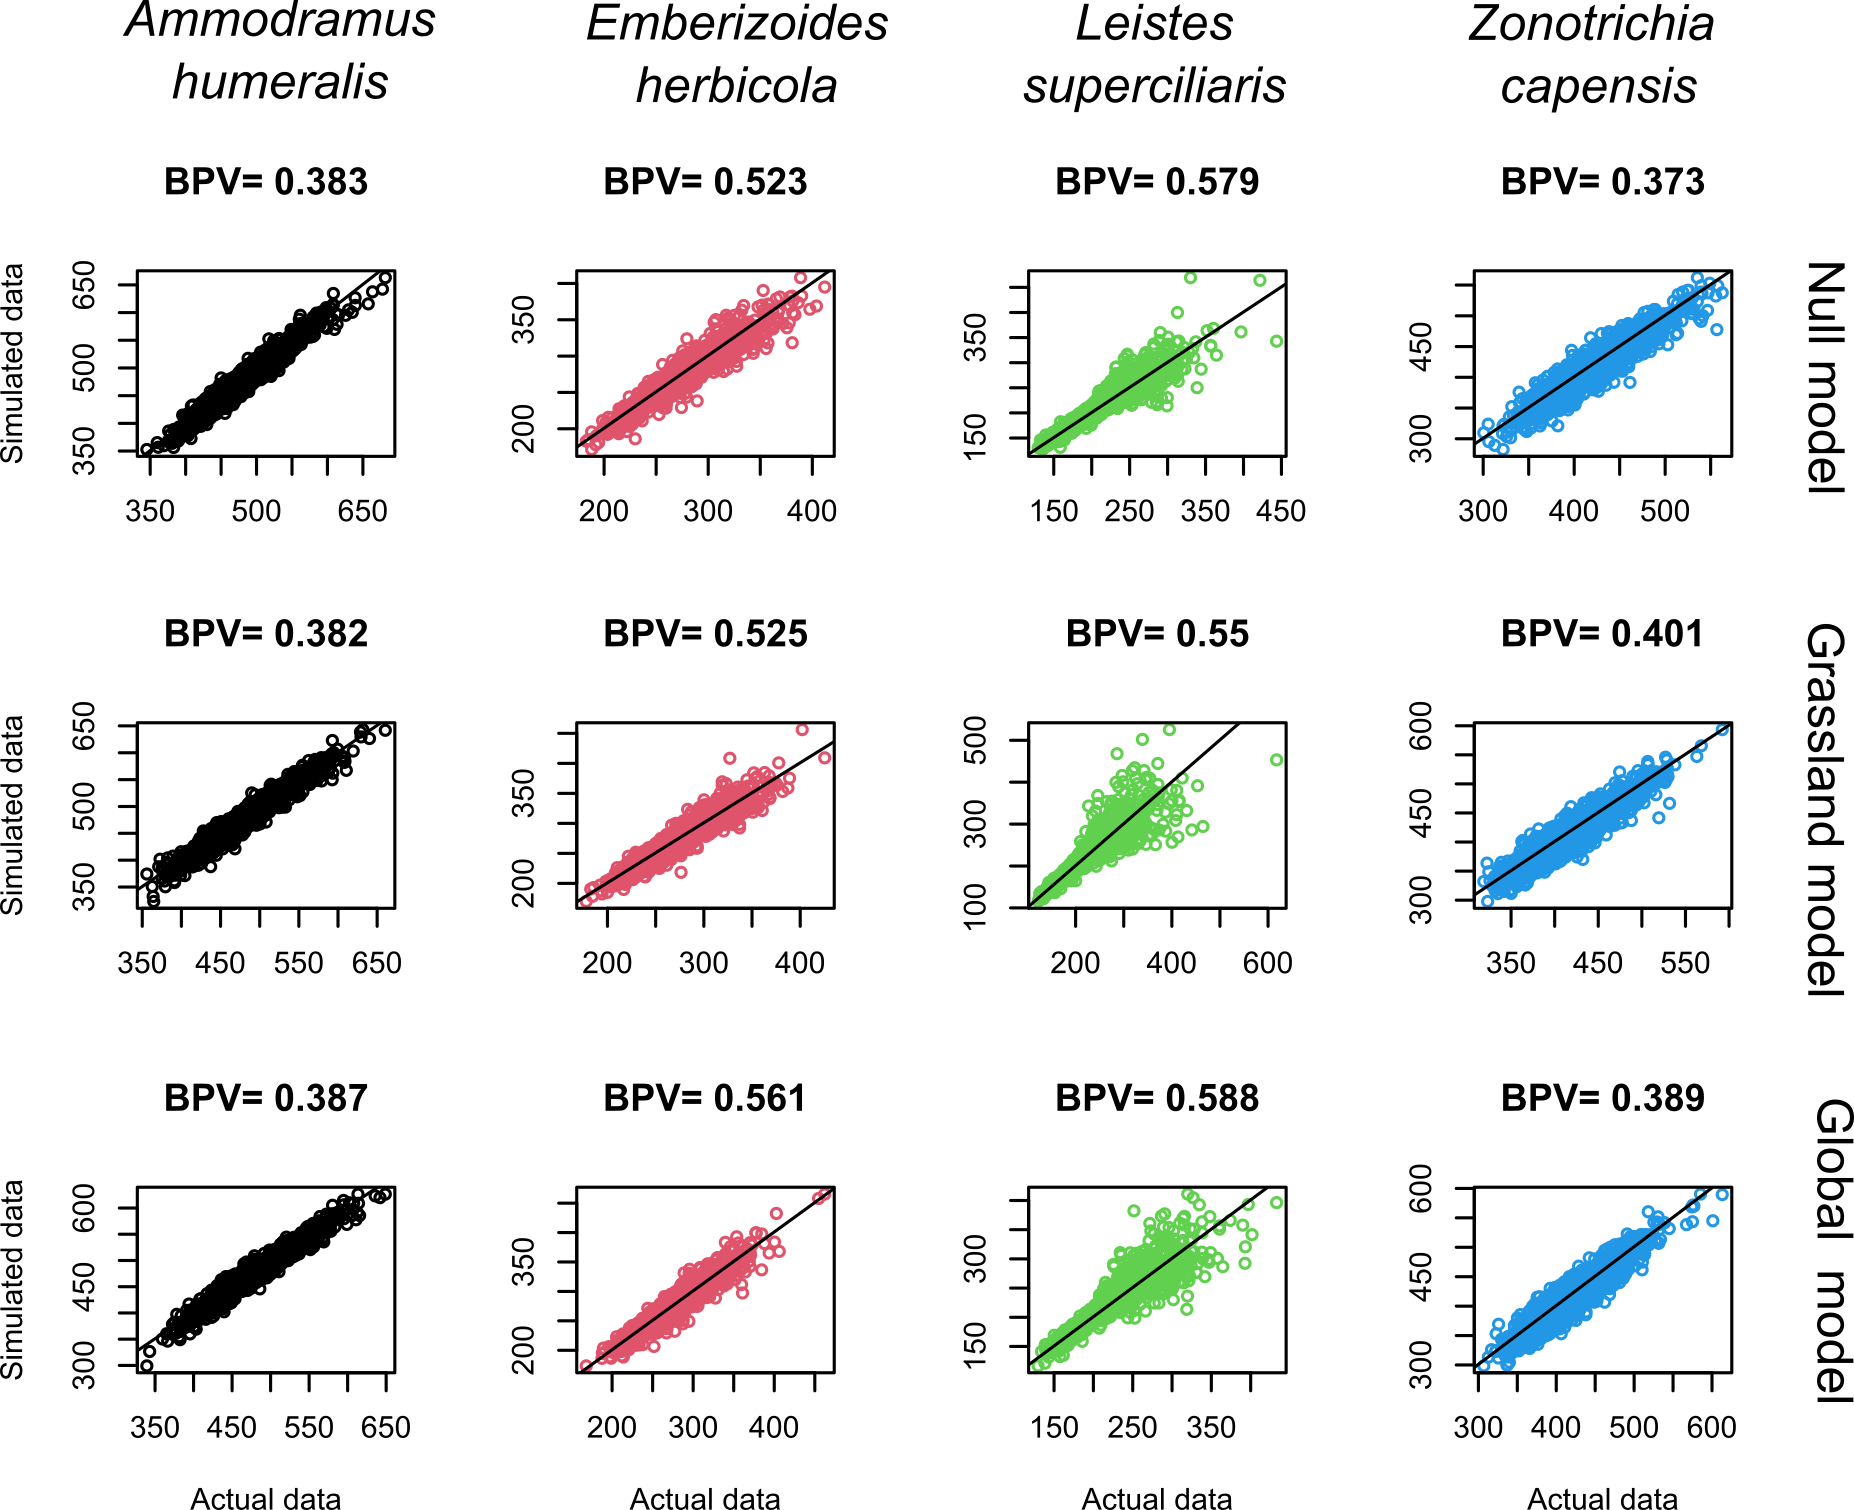 Ammodramus
humeralis
Emberizoides
herbicola
Leistes
superciliaris
Zonotrichia
capensis
BPV= 0.383
BPV= 0.523
BPV= 0.579
BPV= 0.373
Simulated data
350 500 650
350 500 650
200 350
200 300 400
150 350
150 250 350 450
300 450
300 400 500
Null model
BPV= 0.382
BPV= 0.525
BPV= 0.55
BPV= 0.401
Simulated data
350 500 650
350 450 550 650
200 350
200 300 400
100 300 5000
200 400 600
300 450 600
350 450 550
Grassland model
BPV= 0.387
BPV= 0.561
BPV= 0.588
BPV= 0.389
Simulated data
300 450 600
350 450 550 650
200 350
200 300 400
150 300
150 250 350
300 450 600
300 400 500 600
Global model
Actual data
Actual data
Actual data
Actual data